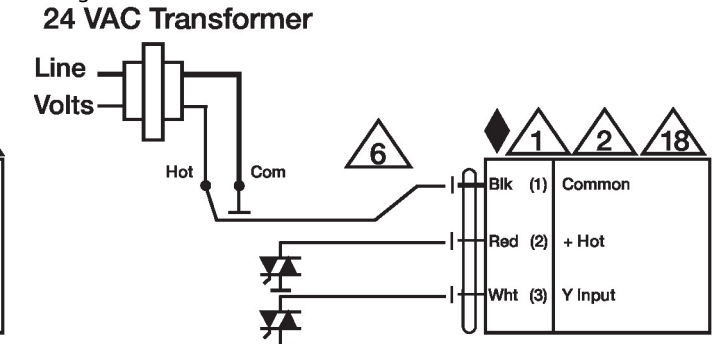 24 VAC Transformer
Line
Volts
Hot
Com
6
1
2
18
Blk (1) Common
Red (2) + Hot
Wht (3) Y Input